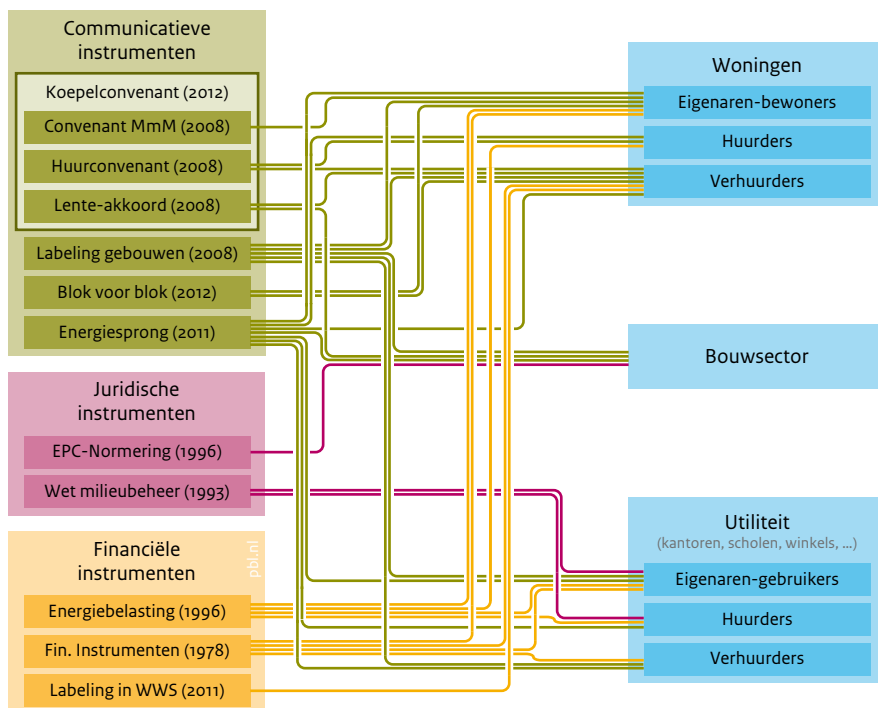 Communicatieve
instrumenten
Koepelconvenant (2012)
Convenant MmM (2008)
Huurconvenant (2008)
Lente-akkoord (2008)
Labeling gebouwen (2008)
Blok voor blok (2012)
Energiesprong (2011)
Juridische
instrumenten
EPC-Normering (1996)
Wet milieubeheer (1993)
Financiële
instrumenten
pbl.nl
Energiebelasting (1996)
Fin. Instrumenten (1978)
Labeling in WWS (2011)
Woningen
Eigenaren-bewoners
Huurders
Verhuurders
Bouwsector
Utiliteit
(kantoren, scholen, winkels, ...)
Eigenaren-gebruikers
Huurders
Verhuurders